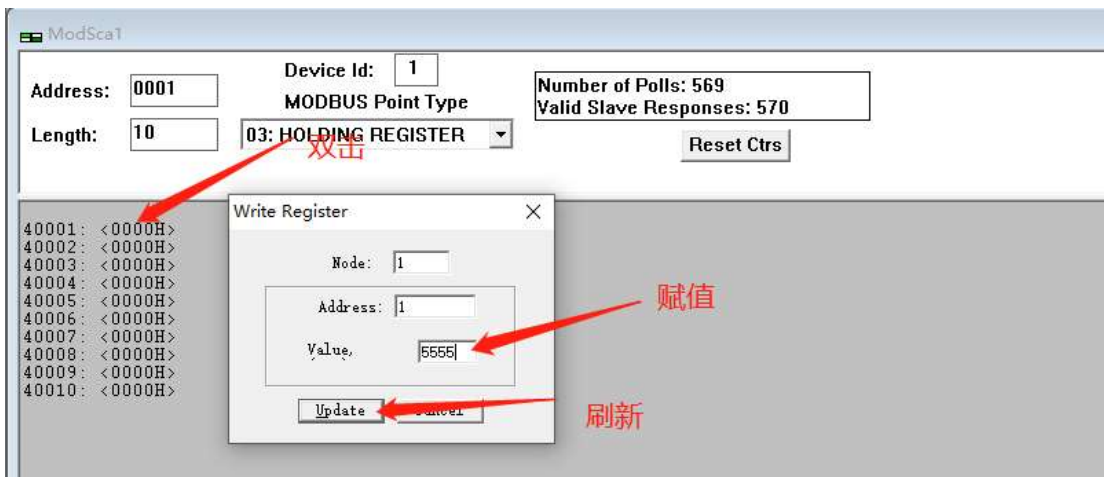 ModSca1
Address: 0001
Device Id: 1
MODBUS Point Type
Length: 10
03: HOLDING REGISTER
Number of Polls: 569
Valid Slave Responses: 570
Reset Ctrs
双击
40001: <0000H>
40002: <0000H>
40003: <0000H>
40004: <0000H>
40005: <0000H>
40006: <0000H>
40007: <0000H>
40008: <0000H>
40009: <0000H>
40010: <0000H>
Write Register
Node: 1
Address: 1
Value, 5555
Update
Cancel
赋值
刷新